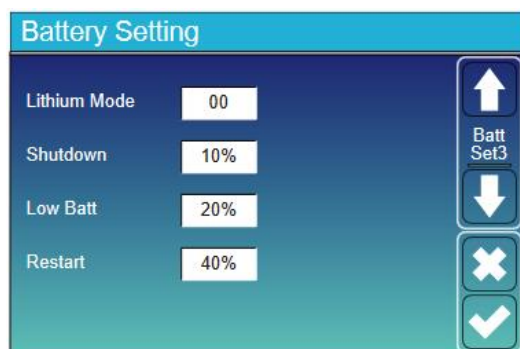 Battery Setting
Lithium Mode 00
Shutdown 10%
Low Batt 20%
Restart 40%
Batt
Set3